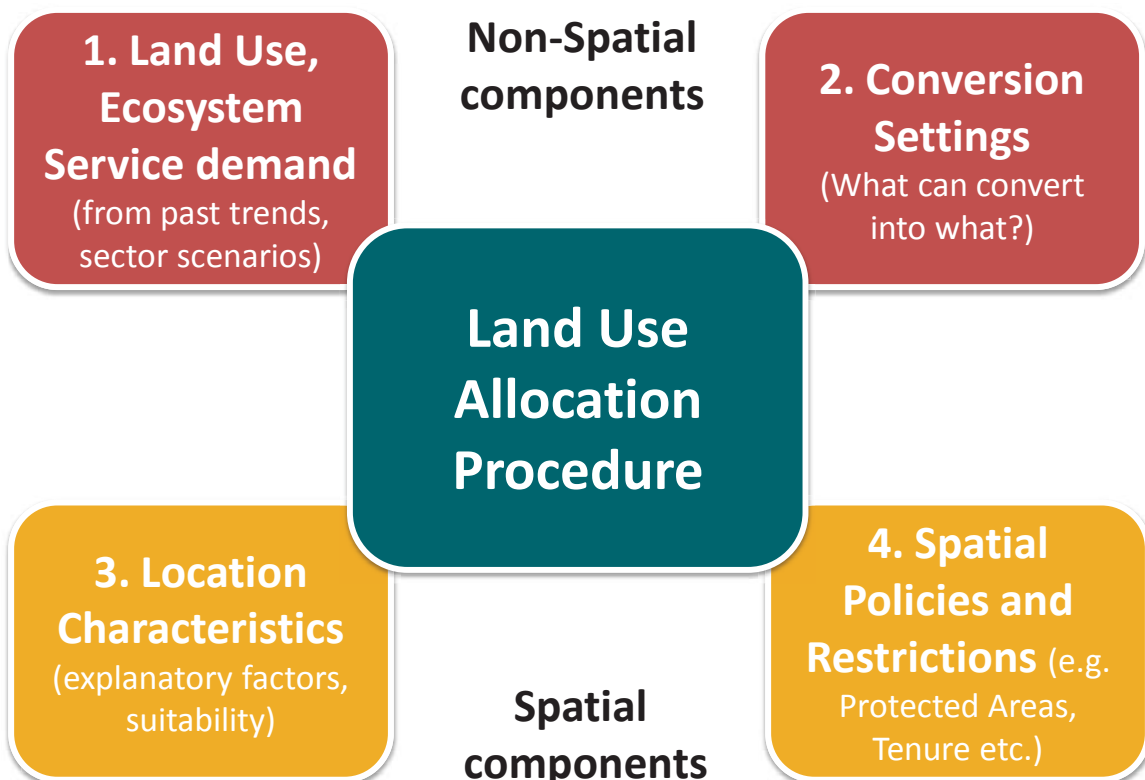 1. Land Use,
Ecosystem
Service demand
(from past trends,
sector scenarios)
Non-Spatial
components
2. Conversion
Settings
(What can convert
into what?)
Land Use
Allocation
Procedure
3. Location
Characteristics
(explanatory factors,
suitability)
Spatial
components
4. Spatial
Policies and
Restrictions (e.g.
Protected Areas,
Tenure etc.)